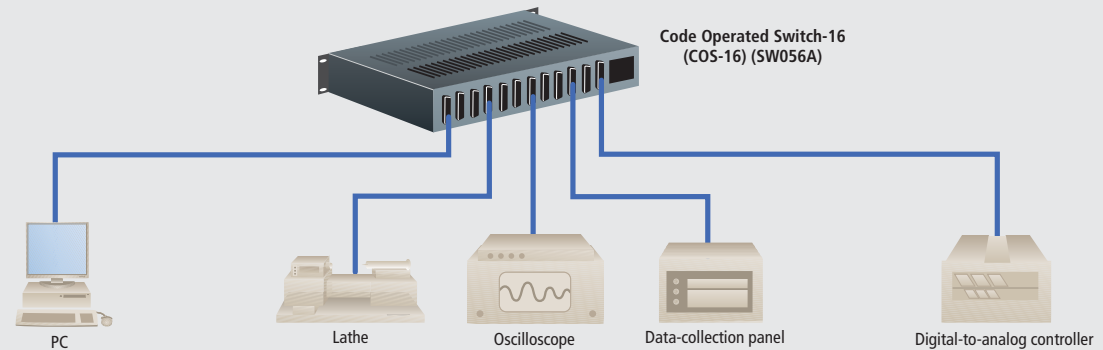 Code Operated Switch-16
(COS-16) (SW056A)
PC
Lathe
Oscilloscope
Data-collection panel
Digital-to-analog controller